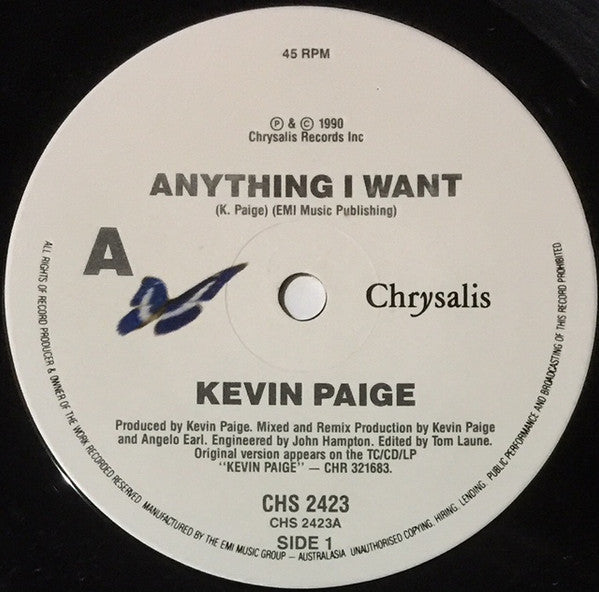 45 RPM
Ⓟ & © 1990
Chrysalis Records Inc
ANYTHING I WANT
(K. Paige) (EMI Music Publishing)
A
Chrysalis
KEVIN PAIGE
Produced by Kevin Paige. Mixed and Remix Production by Kevin Paige
and Angelo Earl. Engineered by John Hampton. Edited by Tom Laune.
Original version appears on the TC/CD/LP
"KEVIN PAIGE" — CHR 321683.
CHS 2423
CHS 2423A
SIDE 1
ALL RIGHTS OF RECORD PRODUCER & OWNER OF THE WORK RECORDED RESERVED. MANUFACTURED BY THE EMI MUSIC GROUP – AUSTRALASIA UNAUTHORISED COPYING, HIRING, LENDING, PUBLIC PERFORMANCE AND BROADCASTING OF THIS RECORD PROHIBITED